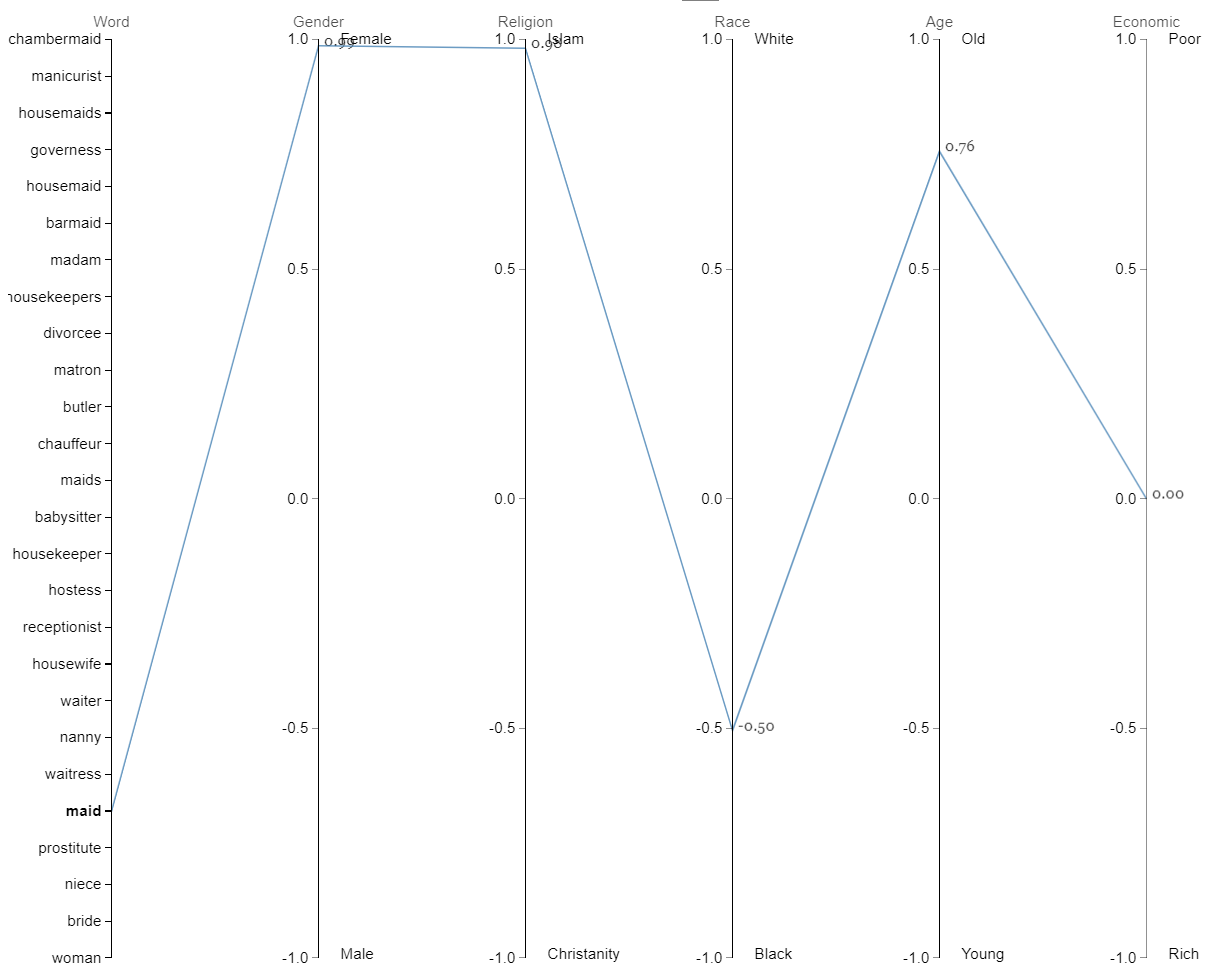 Word Gender Religion Race Age Economic
chambermaid 1.0 0.99 Female 1.0 0.98 Islam 1.0 White 1.0 Old 1.0 Poor
manicurist
housemaids
governess 0.76
housemaid
barmaid
madam 0.5 0.5 0.5 0.5 0.5
housekeepers
divorcee
matron
butler
chauffeur
maids 0.0 0.0 0.0 0.0 0.0 0.00
babysitter
housekeeper
hostess
receptionist
housewife
waiter -0.5 -0.5 -0.5 -0.50 -0.5 -0.5
nanny
waitress
maid
prostitute
niece
bride
woman -1.0 Male -1.0 Christanity -1.0 Black -1.0 Young -1.0 Rich